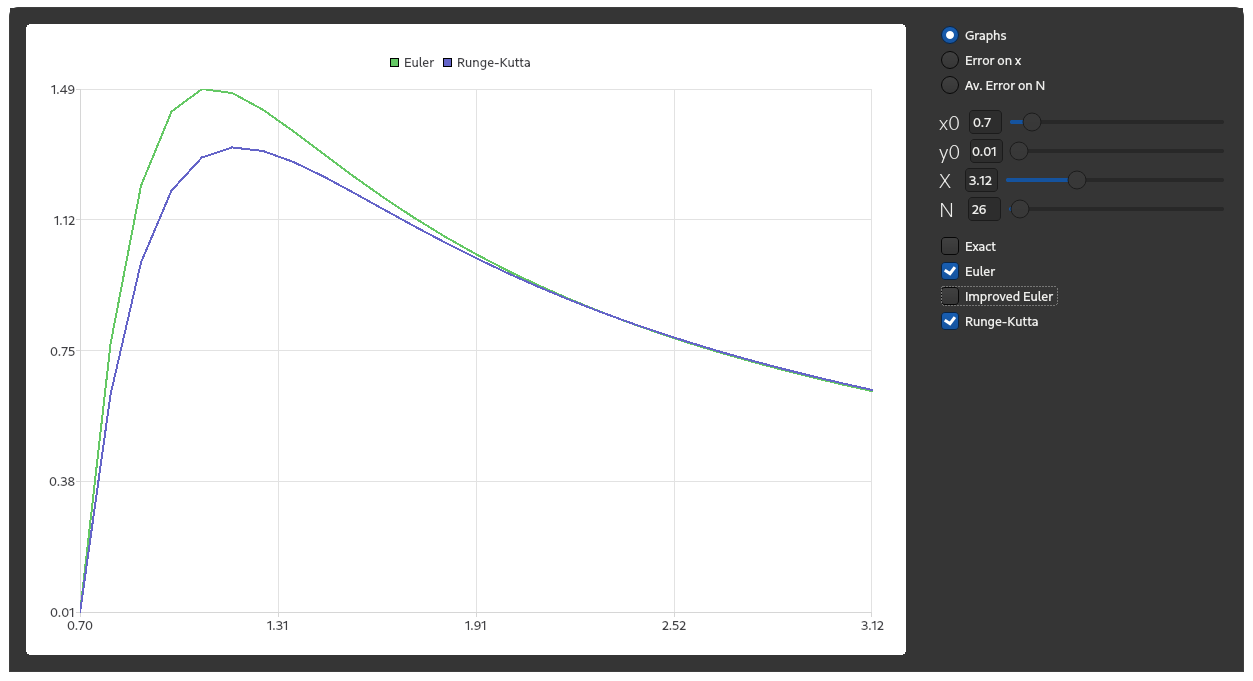 Euler Runge-Kutta
1.49
1.12
0.75
0.38
0.01
0.70 1.31 1.91 2.52 3.12
Graphs
Error on x
Av. Error on N
x0 0.7
y0 0.01
X 3.12
N 26
Exact
Euler
Improved Euler
Runge-Kutta